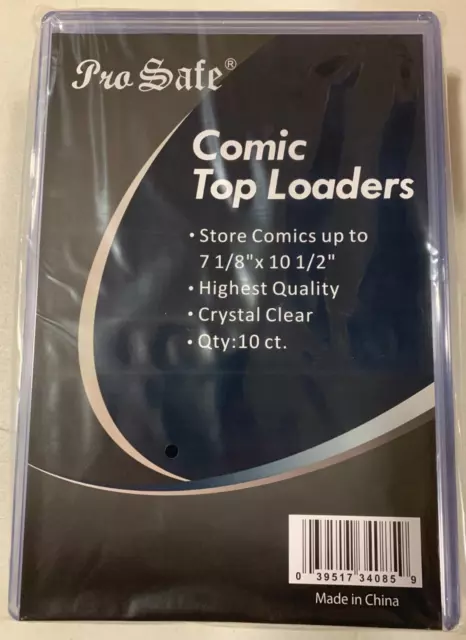 Pro Safe®
Comic
Top Loaders
• Store Comics up to
7 1/8"x 10 1/2"
• Highest Quality
• Crystal Clear
• Qty:10 ct.
0 39517 34085 9
Made in China